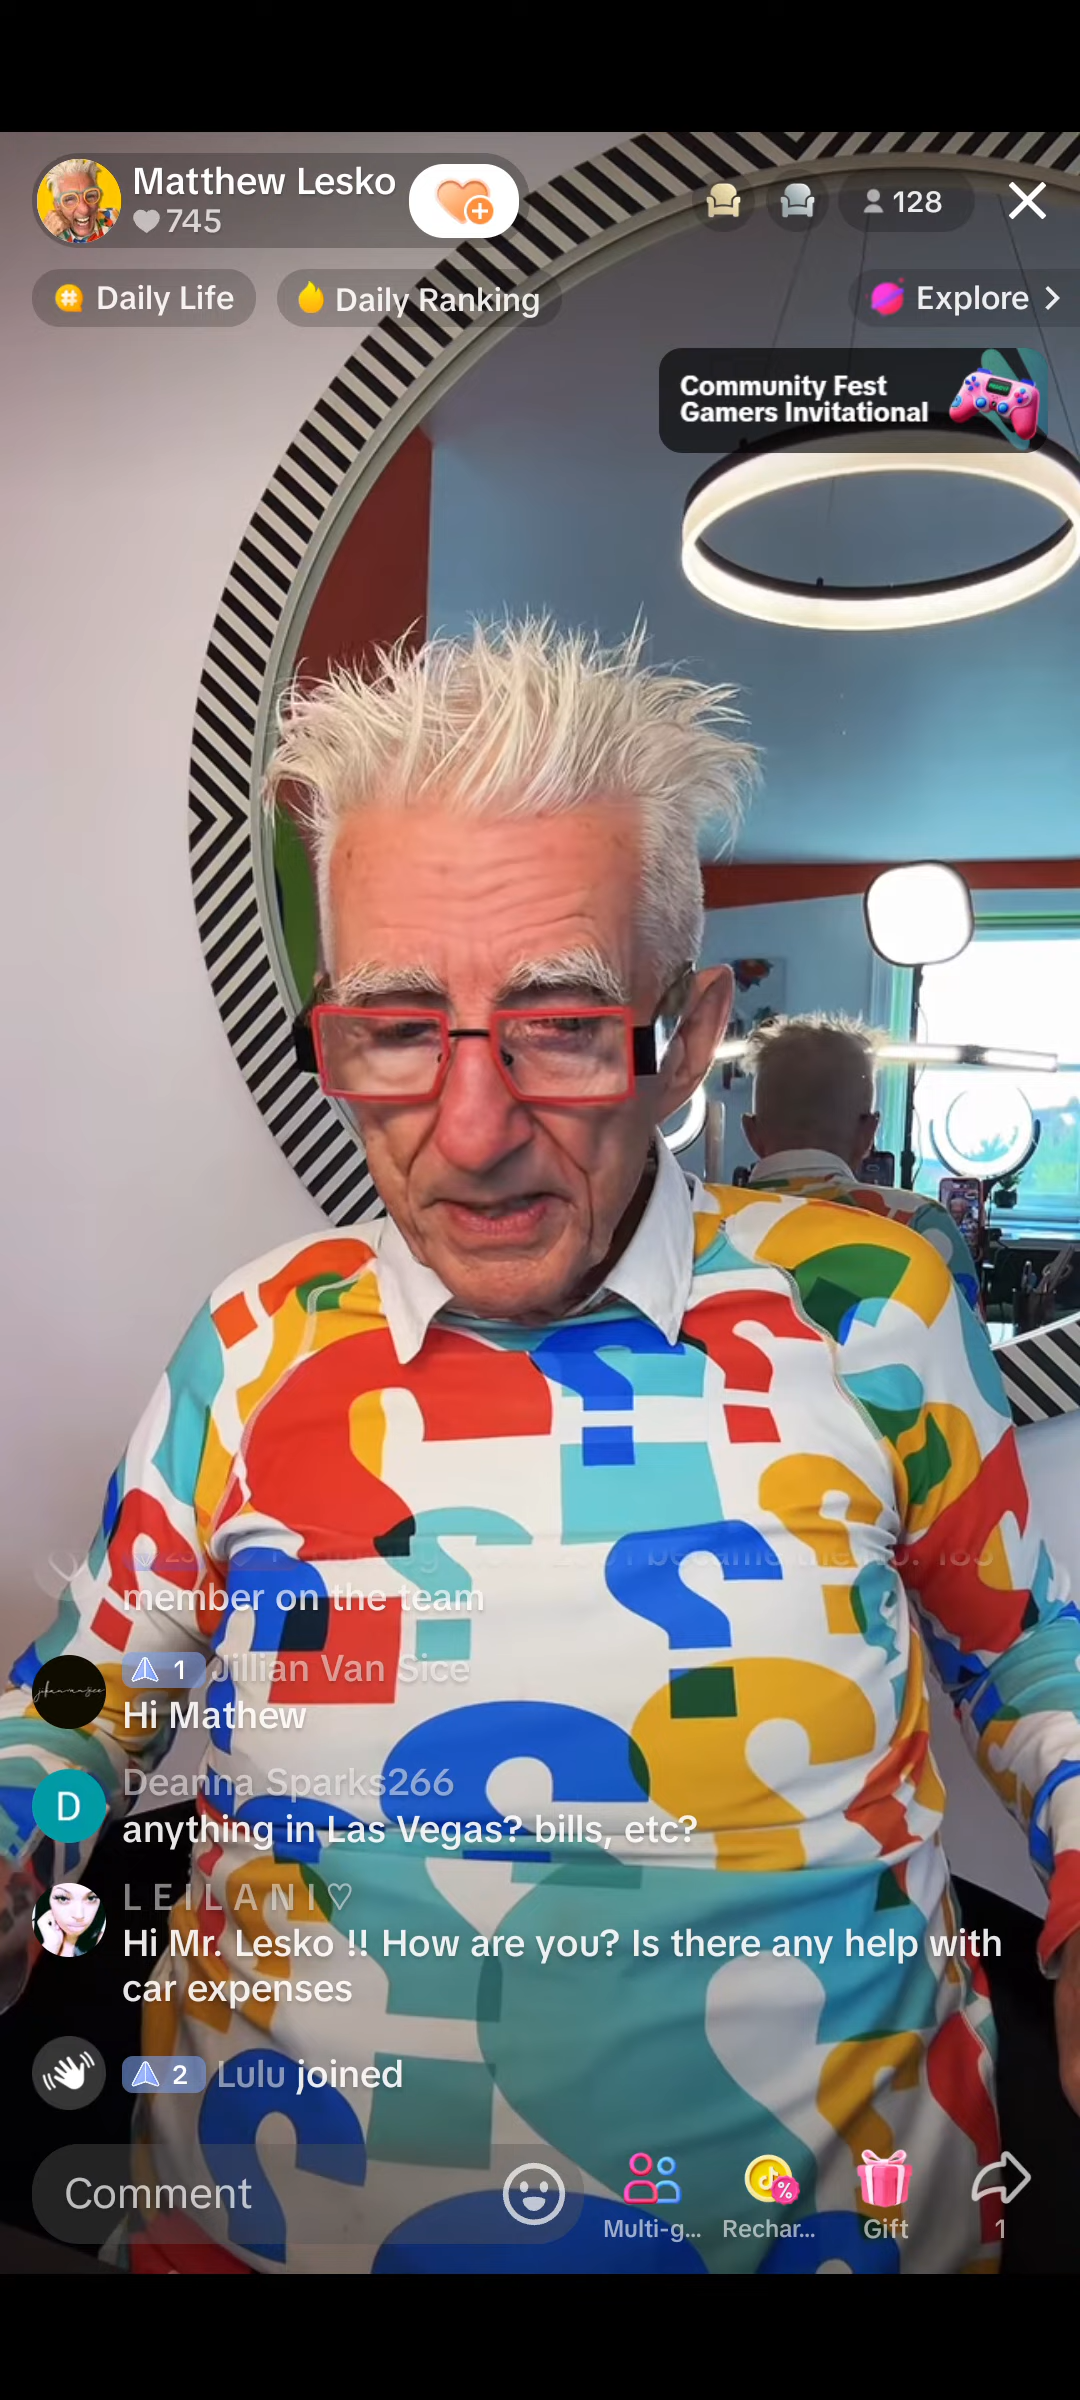 Matthew Lesko
745
128
Daily Life
Daily Ranking
Explore
Community Fest
Gamers Invitational
member on the team
1 Jillian Van Sice
Hi Mathew
D
Deanna Sparks266
anything in Las Vegas? bills, etc?
L E I L A N I ♡
Hi Mr. Lesko !! How are you? Is there any help with
car expenses
2 Lulu joined
Comment
Multi-g...
Rechar...
Gift
1